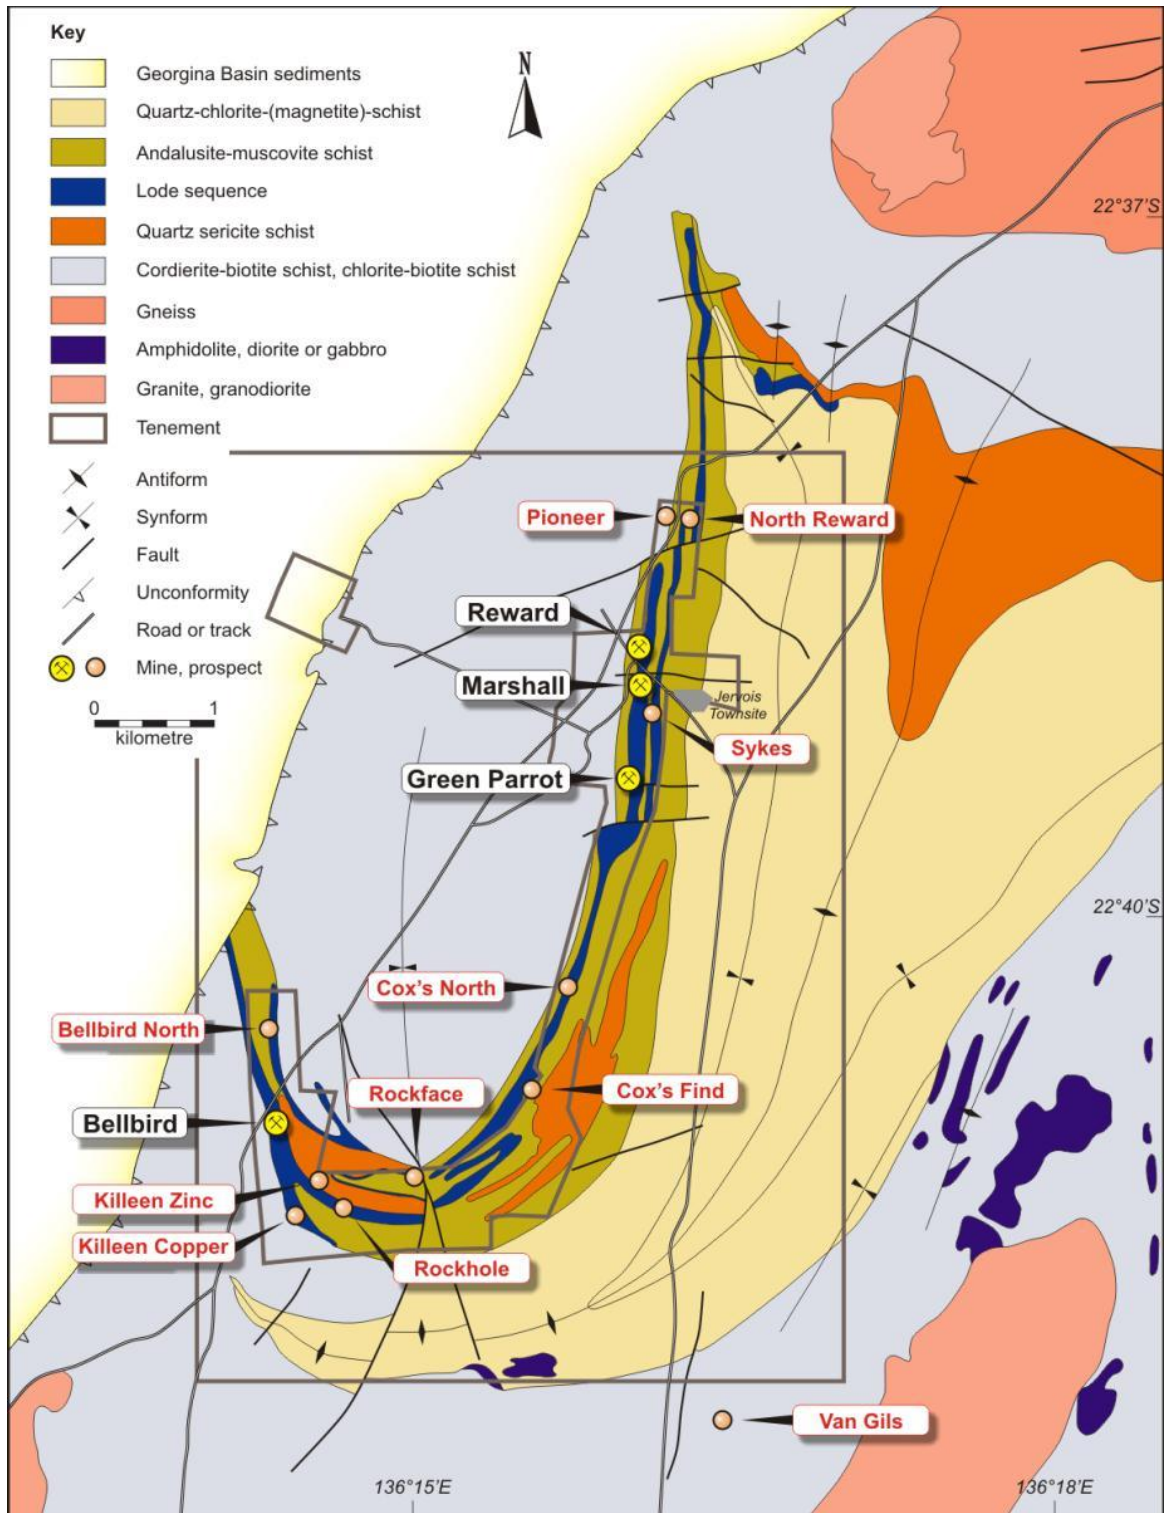 Key
Georgina Basin sediments
Quartz-chlorite-(magnetite)-schist
Andalusite-muscovite schist
Lode sequence
Quartz sericite schist
Cordierite-biotite schist, chlorite-biotite schist
Gneiss
Amphidolite, diorite or gabbro
Granite, granodiorite
Tenement
Antiform
Synform
Fault
Unconformity
Road or track
Mine, prospect
0 1
kilometre
N
22°37'S
Pioneer
North Reward
Reward
Marshall
Jervois
Townsite
Sykes
Green Parrot
22°40'S
Cox's North
Bellbird North
Rockface
Cox's Find
Bellbird
Killeen Zinc
Killeen Copper
Rockhole
Van Gils
136°15'E
136°18'E